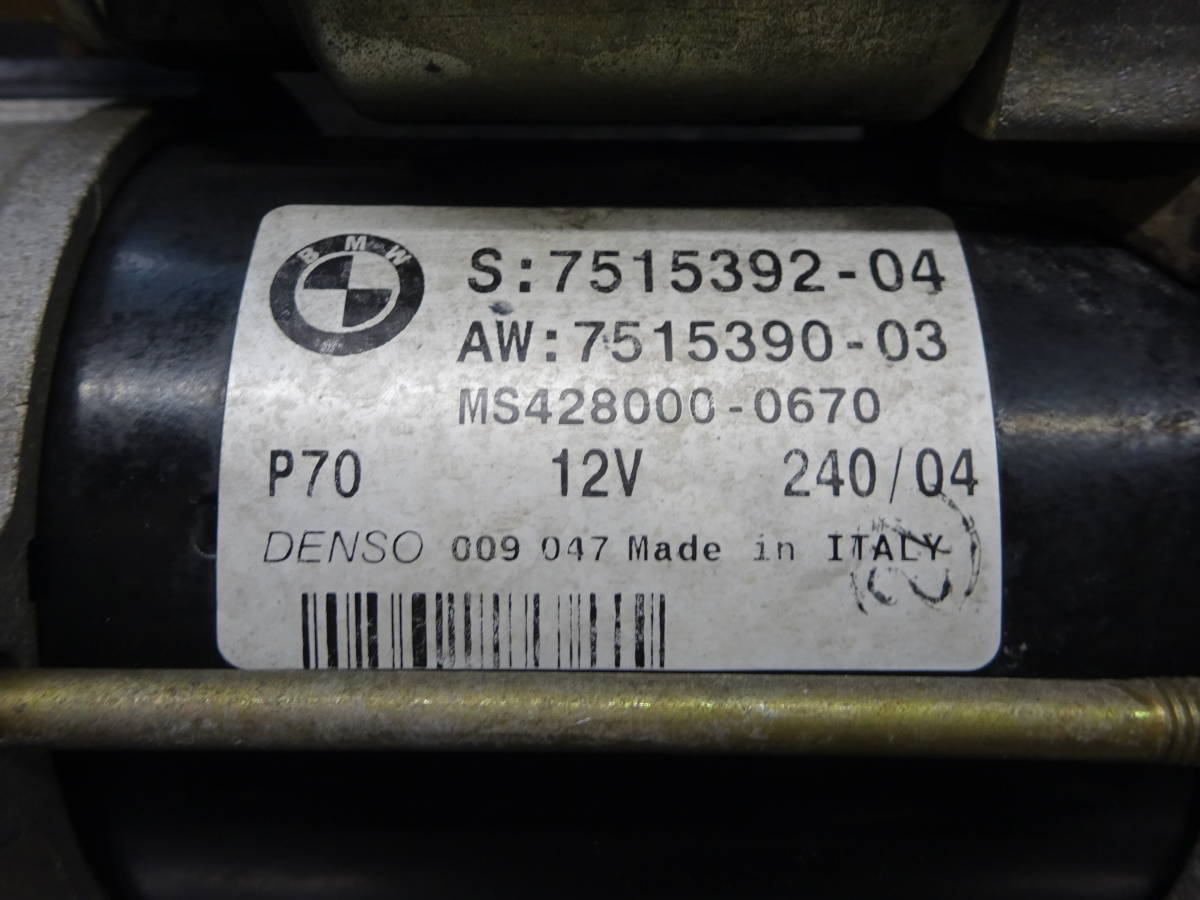 BMW
S:7515392-04
AW:7515390-03
MS428000-0670
P70 12V 240/04
DENSO 009 047 Made in ITALY